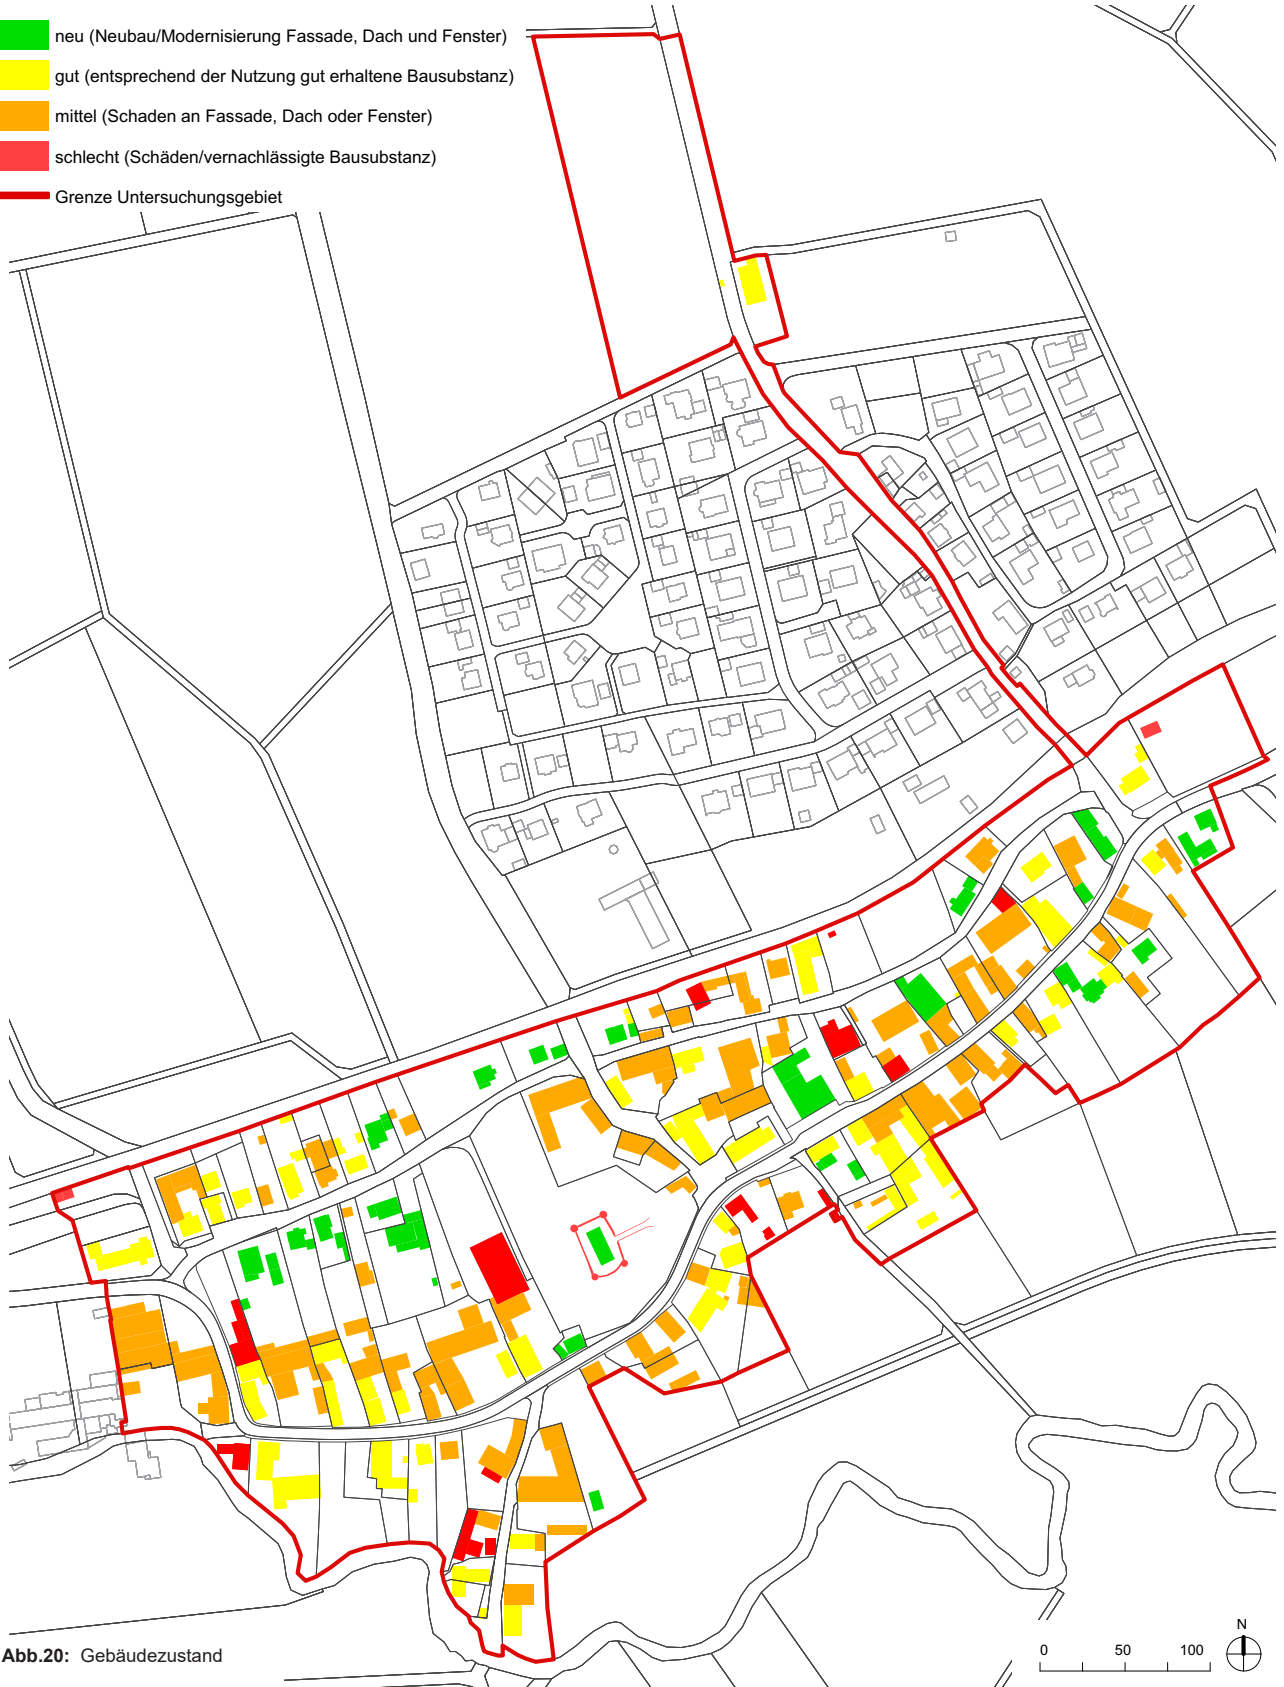 neu (Neubau/Modernisierung Fassade, Dach und Fenster)
gut (entsprechend der Nutzung gut erhaltene Bausubstanz)
mittel (Schaden an Fassade, Dach oder Fenster)
schlecht (Schäden/vernachlässigte Bausubstanz)
Grenze Untersuchungsgebiet
Abb.20: Gebäudezustand
0 50 100
N